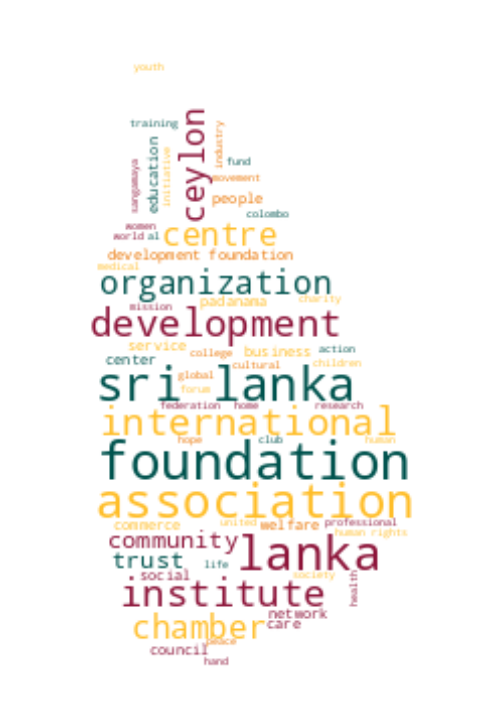 youth
training
ceylon
industry
education
initiative
sangamaya
fund
movement
people
colombo
women
world al
centre
development foundation
medical
organization
padanama
charity
mission
development
service
college
business
action
center
cultural
children
sri lanka
global
forum
federation
home
research
international
hope
club
human
foundation
association
commerce
united
welfare
professional
human rights
community
lanka
trust
life
social
society
health
institute
network
care
chamber
peace
council
hand